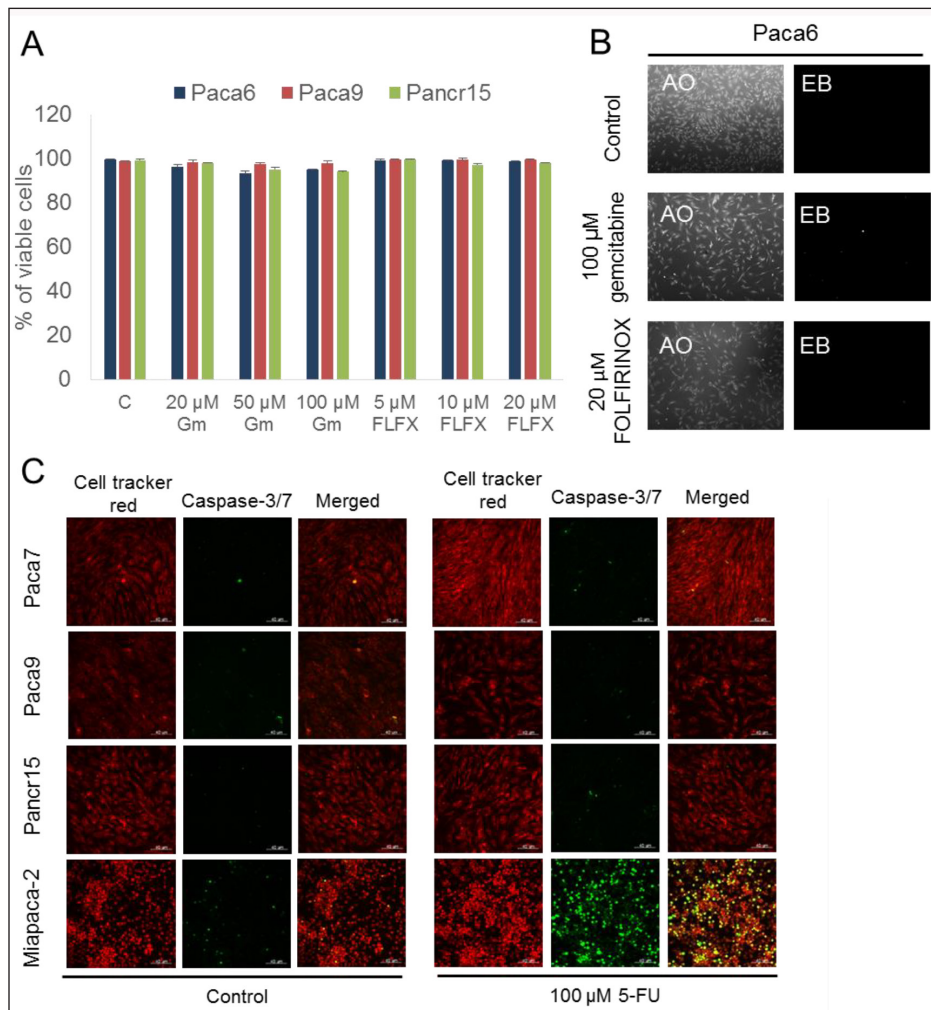 A
Paca6 Paca9 Pancr15
% of viable cells
120
100
80
60
40
20
0
C 20 µM 50 µM 100 µM 5 µM 10 µM 20 µM
Gm Gm Gm FLFX FLFX FLFX
B
Paca6
Control
AO EB
100 µM
gemcitabine
AO EB
20 µM
FOLFIRINOX
AO EB
C
Cell tracker
red
Caspase-3/7
Merged
Cell tracker
red
Caspase-3/7
Merged
Paca7
Paca9
Pancr15
Miapaca-2
Control
100 µM 5-FU